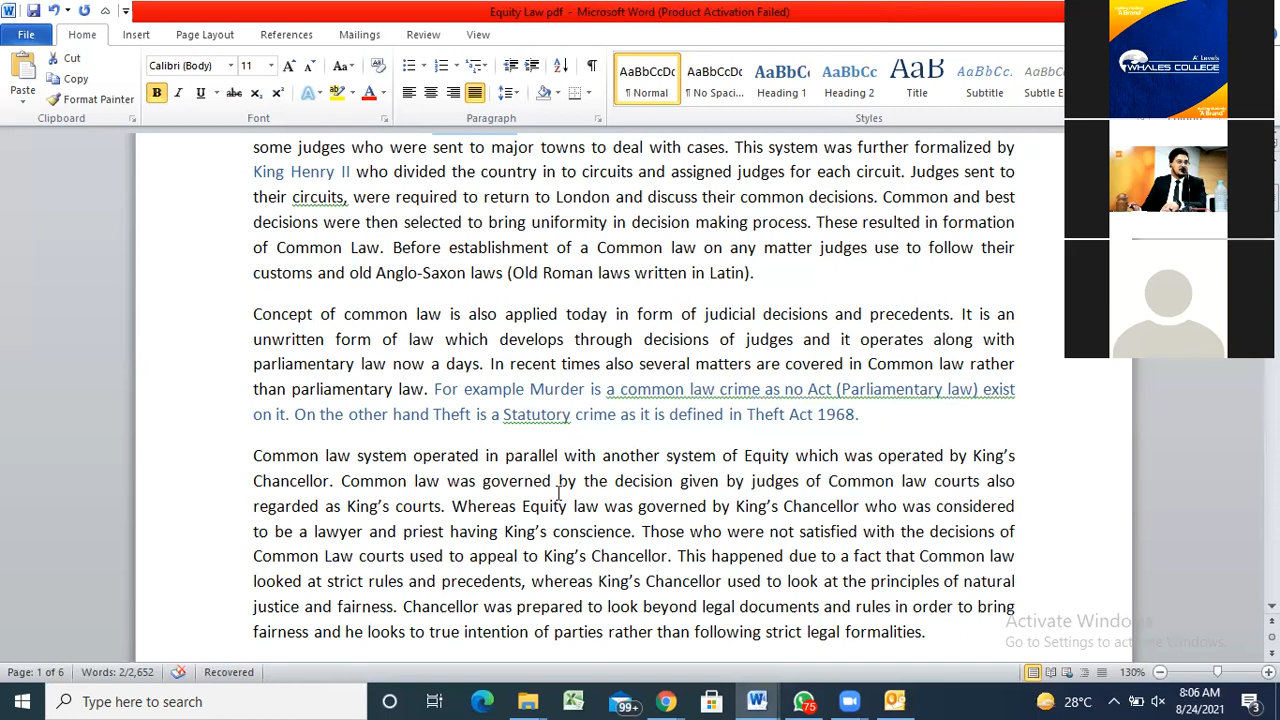 Equity Law pdf - Microsoft Word (Product Activation Failed)
File Home Insert Page Layout References Mailings Review View
Cut
Copy
Format Painter
Paste
Clipboard
Calibri (Body) 11
Font
Paragraph
AaBbCcDc AaBbCcDc AaBbC AaBbCc AaB AaBbCcL AaBbCcD
¶ Normal ¶ No Spaci... Heading 1 Heading 2 Title Subtitle Subtle E
Styles
A' Levels
WHALES COLLEGE
some judges who were sent to major towns to deal with cases. This system was further formalized by
King Henry II who divided the country in to circuits and assigned judges for each circuit. Judges sent to
their circuits, were required to return to London and discuss their common decisions. Common and best
decisions were then selected to bring uniformity in decision making process. These resulted in formation
of Common Law. Before establishment of a Common law on any matter judges use to follow their
customs and old Anglo-Saxon laws (Old Roman laws written in Latin).
Concept of common law is also applied today in form of judicial decisions and precedents. It is an
unwritten form of law which develops through decisions of judges and it operates along with
parliamentary law now a days. In recent times also several matters are covered in Common law rather
than parliamentary law. For example Murder is a common law crime as no Act (Parliamentary law) exist
on it. On the other hand Theft is a Statutory crime as it is defined in Theft Act 1968.
Common law system operated in parallel with another system of Equity which was operated by King's
Chancellor. Common law was governed by the decision given by judges of Common law courts also
regarded as King's courts. Whereas Equity law was governed by King's Chancellor who was considered
to be a lawyer and priest having King's conscience. Those who were not satisfied with the decisions of
Common Law courts used to appeal to King's Chancellor. This happened due to a fact that Common law
looked at strict rules and precedents, whereas King's Chancellor used to look at the principles of natural
justice and fairness. Chancellor was prepared to look beyond legal documents and rules in order to bring
fairness and he looks to true intention of parties rather than following strict legal formalities.
Activate Windows
Go to Settings to activate Windows.
Page: 1 of 6 Words: 2/2,652 Recovered 130%
Type here to search
99+
75
28°C
8:06 AM
8/24/2021
3